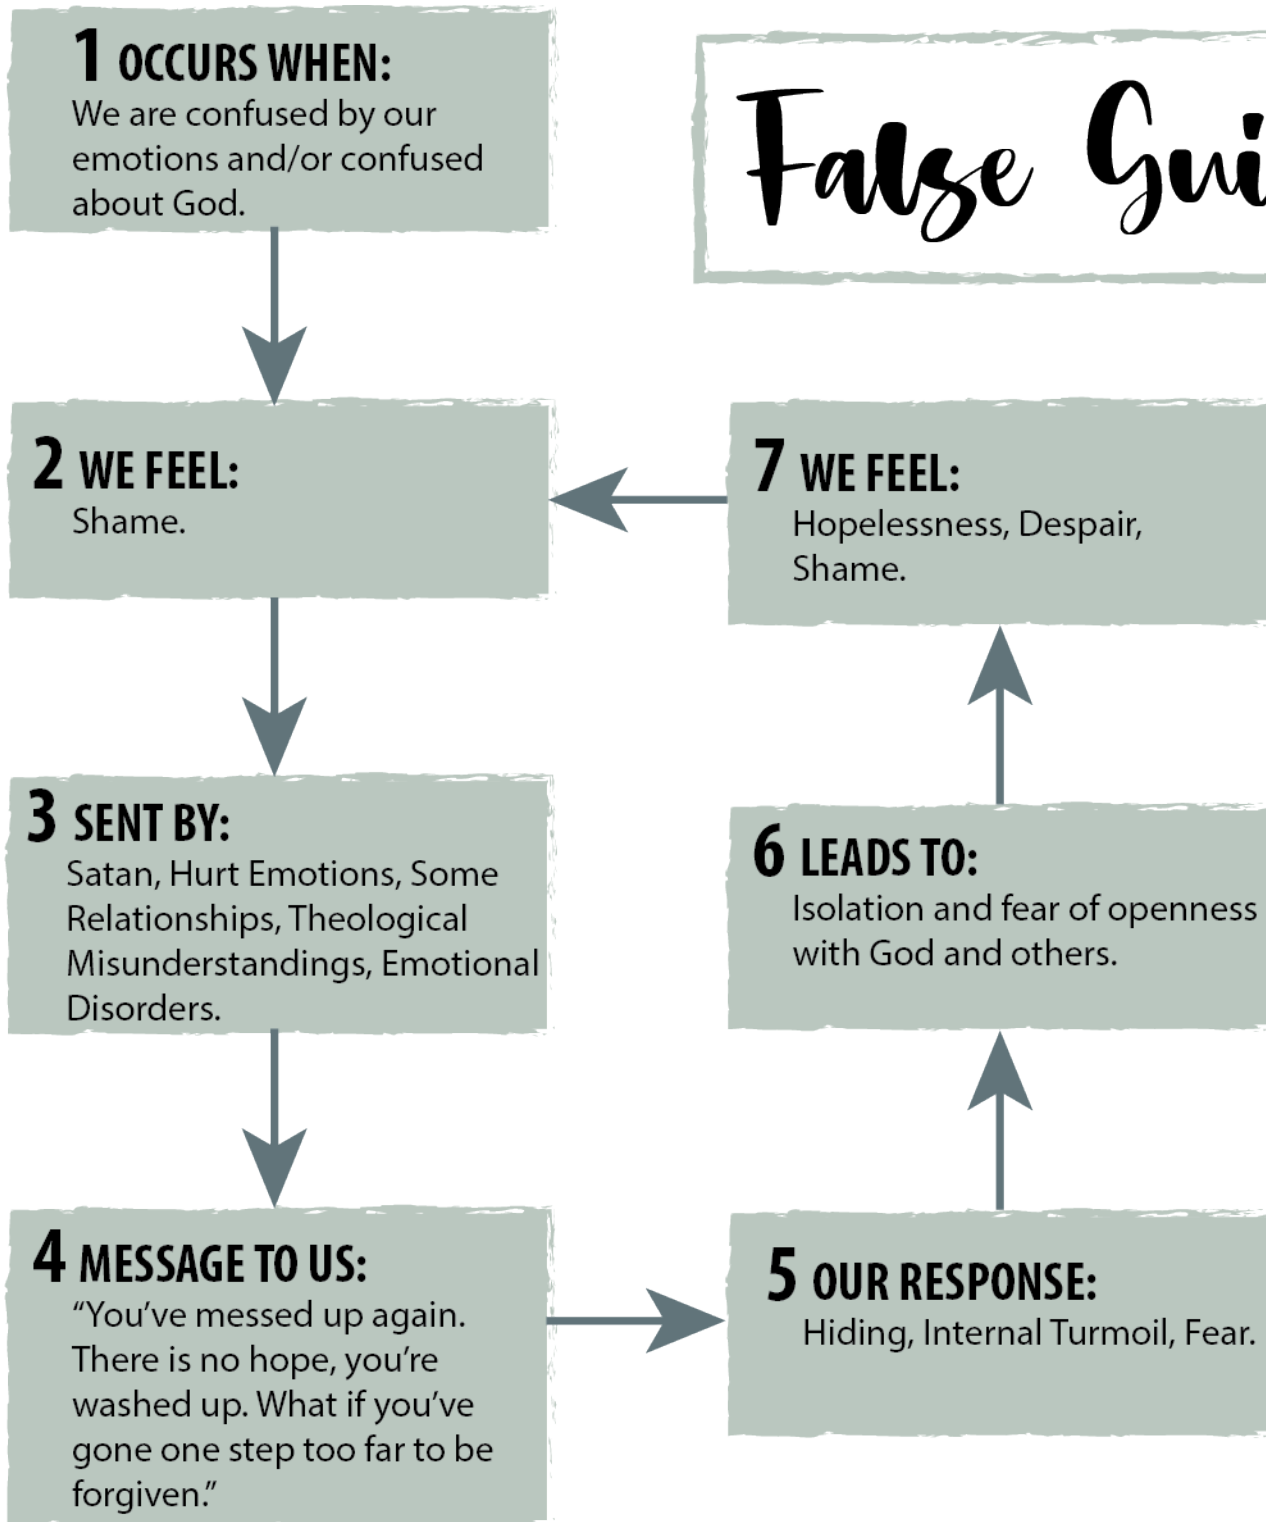 False Gui
1 OCCURS WHEN:
We are confused by our
emotions and/or confused
about God.
2 WE FEEL:
Shame.
3 SENT BY:
Satan, Hurt Emotions, Some
Relationships, Theological
Misunderstandings, Emotional
Disorders.
4 MESSAGE TO US:
“You’ve messed up again.
There is no hope, you’re
washed up. What if you’ve
gone one step too far to be
forgiven.”
5 OUR RESPONSE:
Hiding, Internal Turmoil, Fear.
6 LEADS TO:
Isolation and fear of openness
with God and others.
7 WE FEEL:
Hopelessness, Despair,
Shame.